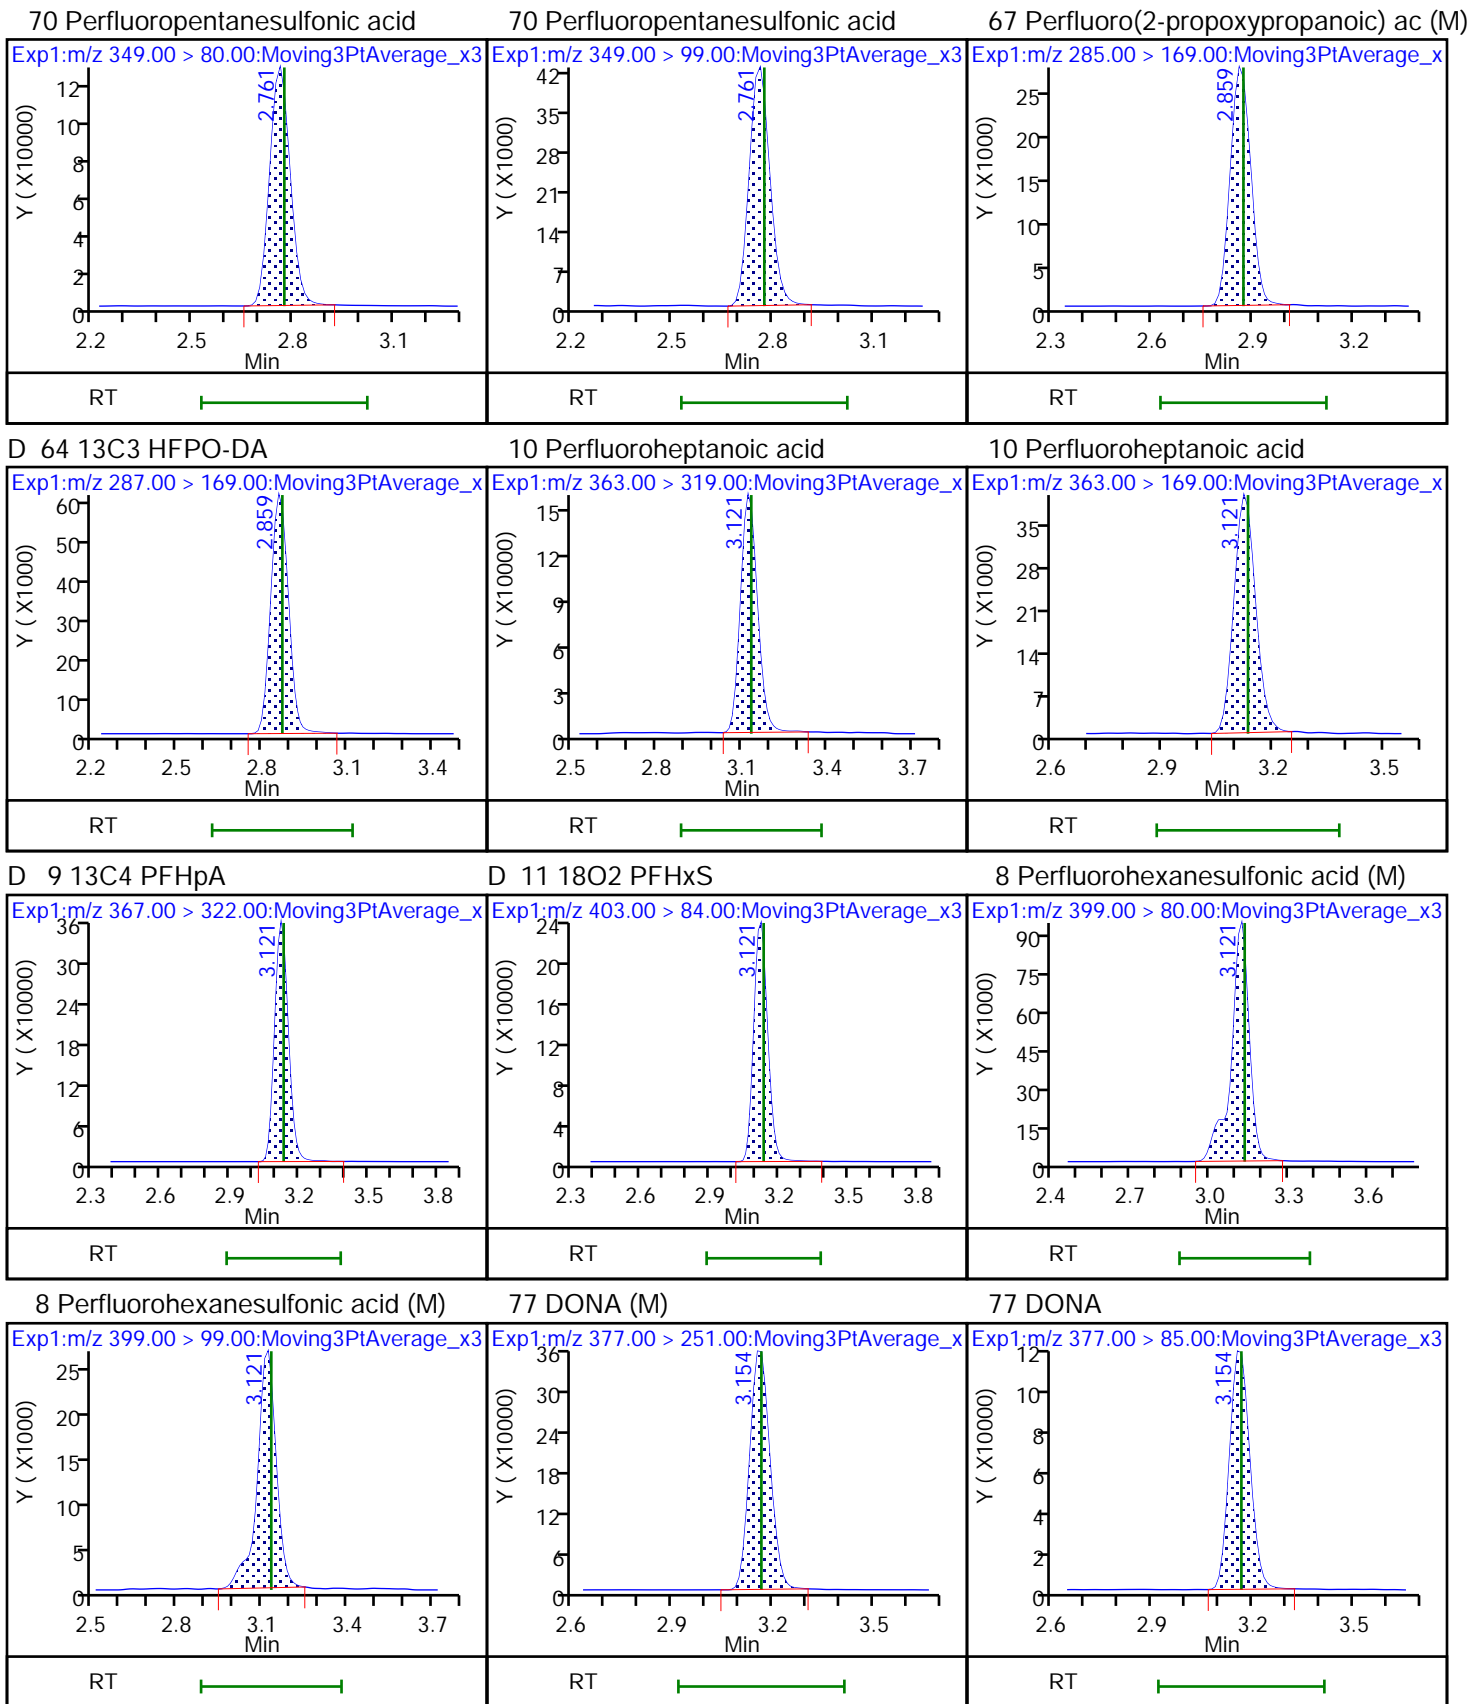 70 Perfluoropentanesulfonic acid
70 Perfluoropentanesulfonic acid
67 Perfluoro(2-propoxypropanoic) ac (M)
Exp1:m/z 349.00 > 80.00:Moving3PtAverage_x3
Exp1:m/z 349.00 > 99.00:Moving3PtAverage_x3
Exp1:m/z 285.00 > 169.00:Moving3PtAverage_x
2.761
2.761
2.859
Y ( X10000)
Y ( X1000)
Y ( X1000)
12
10
8
6
4
2
0
42
35
28
21
14
7
0
25
20
15
10
5
0
2.2 2.5 2.8 3.1
2.2 2.5 2.8 3.1
2.3 2.6 2.9 3.2
Min
Min
Min
RT
RT
RT
D 64 13C3 HFPO-DA
10 Perfluoroheptanoic acid
10 Perfluoroheptanoic acid
Exp1:m/z 287.00 > 169.00:Moving3PtAverage_x
Exp1:m/z 363.00 > 319.00:Moving3PtAverage_x
Exp1:m/z 363.00 > 169.00:Moving3PtAverage_x
2.859
3.121
3.121
Y ( X1000)
Y ( X10000)
Y ( X1000)
60
50
40
30
20
10
0
15
12
9
6
3
0
35
28
21
14
7
0
2.2 2.5 2.8 3.1 3.4
2.5 2.8 3.1 3.4 3.7
2.6 2.9 3.2 3.5
Min
Min
Min
RT
RT
RT
D 9 13C4 PFHpA
D 11 18O2 PFHxS
8 Perfluorohexanesulfonic acid (M)
Exp1:m/z 367.00 > 322.00:Moving3PtAverage_x
Exp1:m/z 403.00 > 84.00:Moving3PtAverage_x3
Exp1:m/z 399.00 > 80.00:Moving3PtAverage_x3
3.121
3.121
3.121
Y ( X10000)
Y ( X10000)
Y ( X1000)
36
30
24
18
12
6
0
24
20
16
12
8
4
0
90
75
60
45
30
15
0
2.3 2.6 2.9 3.2 3.5 3.8
2.3 2.6 2.9 3.2 3.5 3.8
2.4 2.7 3.0 3.3 3.6
Min
Min
Min
RT
RT
RT
8 Perfluorohexanesulfonic acid (M)
77 DONA (M)
77 DONA
Exp1:m/z 399.00 > 99.00:Moving3PtAverage_x3
Exp1:m/z 377.00 > 251.00:Moving3PtAverage_x
Exp1:m/z 377.00 > 85.00:Moving3PtAverage_x3
3.121
3.154
3.154
Y ( X1000)
Y ( X10000)
Y ( X10000)
25
20
15
10
5
0
36
30
24
18
12
6
0
12
10
8
6
4
2
0
2.5 2.8 3.1 3.4 3.7
2.6 2.9 3.2 3.5
2.6 2.9 3.2 3.5
Min
Min
Min
RT
RT
RT